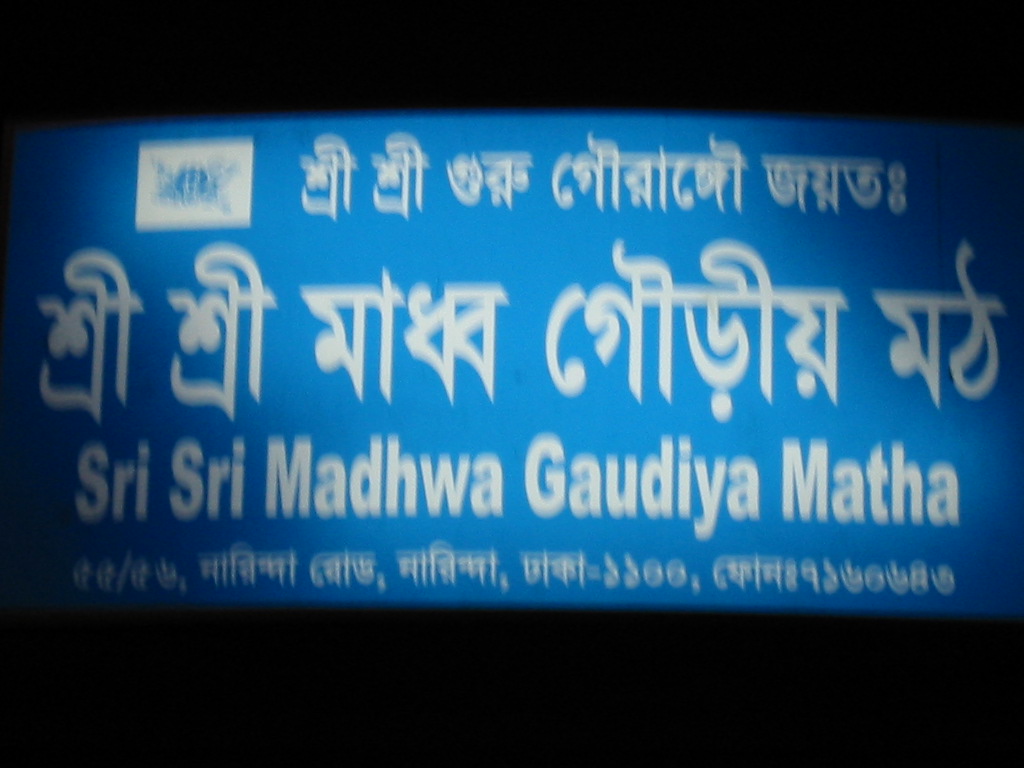 শ্রী শ্রী গুরু গৌরাঙ্গৌ জয়তঃ
শ্রী শ্রী মাধ্ব গৌড়ীয় মঠ
Sri Sri Madhwa Gaudiya Matha
৫৫/৫৬, নারিন্দা রোড, নারিন্দা, ঢাকা-১১০০, ফোনঃ৭১৬০৬৪৩